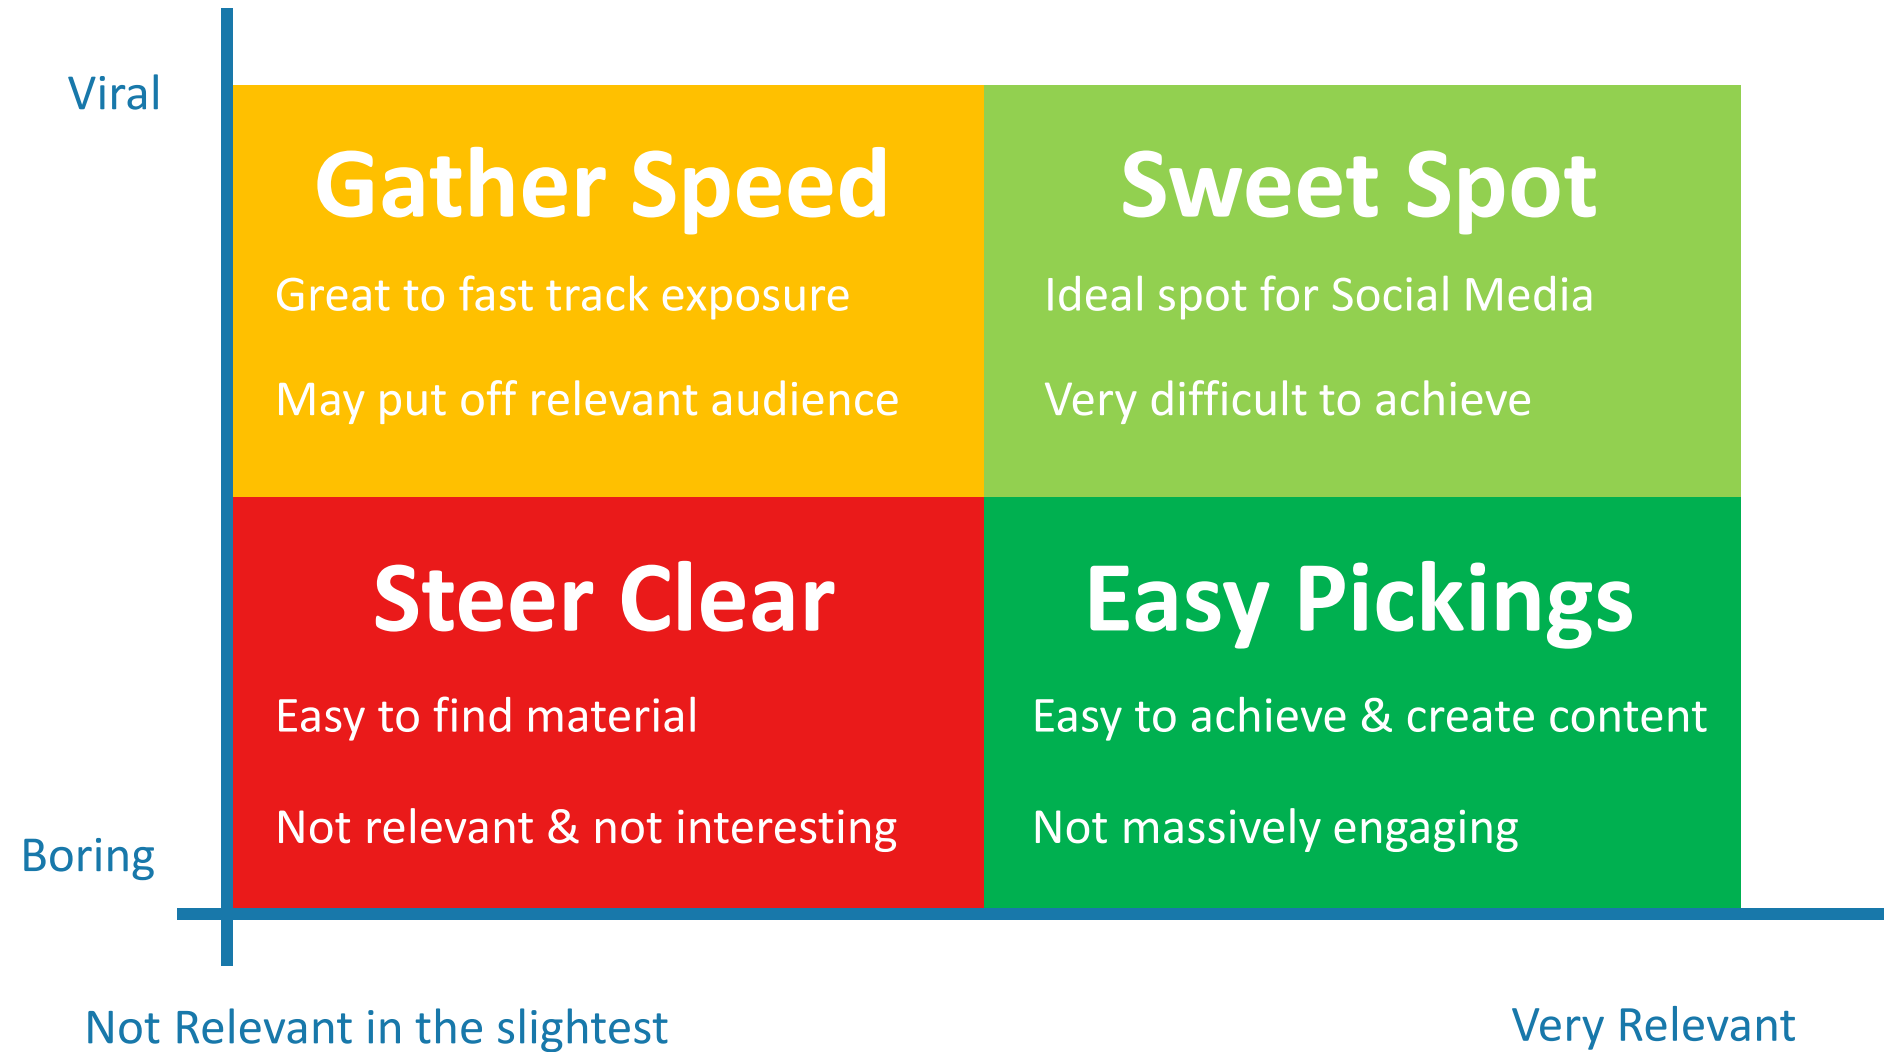 Viral
Gather Speed
Great to fast track exposure
May put off relevant audience
Sweet Spot
Ideal spot for Social Media
Very difficult to achieve
Steer Clear
Easy to find material
Not relevant & not interesting
Easy Pickings
Easy to achieve & create content
Not massively engaging
Boring
Not Relevant in the slightest
Very Relevant